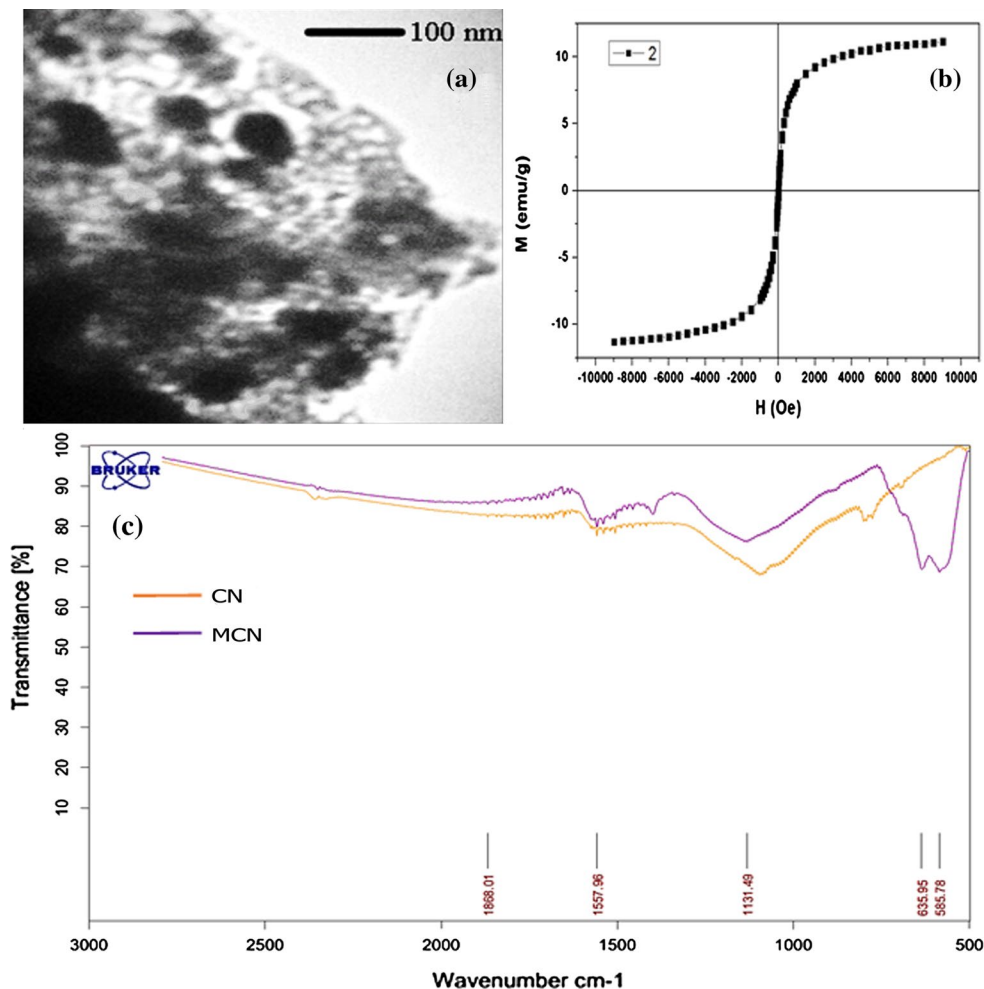 100 nm
(a)
2
(b)
10
5
0
-5
-10
M (emu/g)
-10000 -8000 -6000 -4000 -2000 0 2000 4000 6000 8000 10000
H (Oe)
BRUKER
(c)
CN
MCN
100
90
80
70
60
50
40
30
20
10
Transmittance [%]
1868.01
1557.96
1131.49
635.95
585.78
3000 2500 2000 1500 1000 500
Wavenumber cm-1